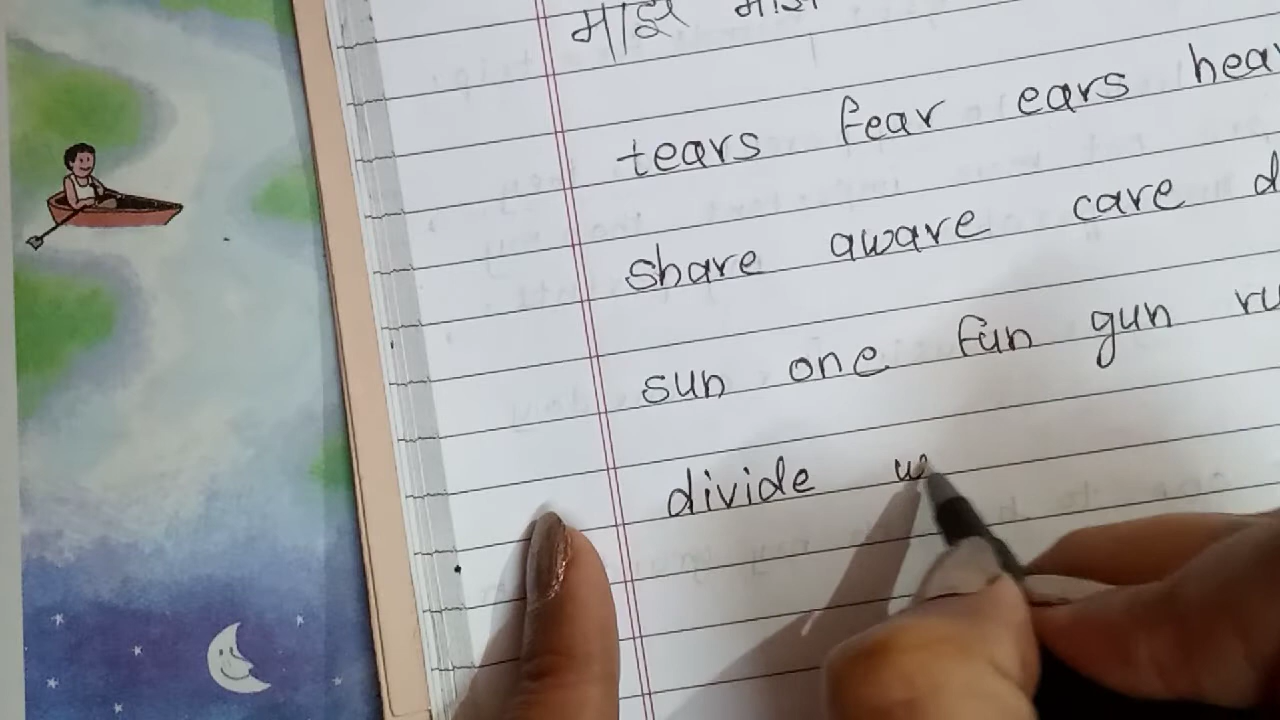 माझ
tears fear ears
share aware care
sun one fun gun
divide